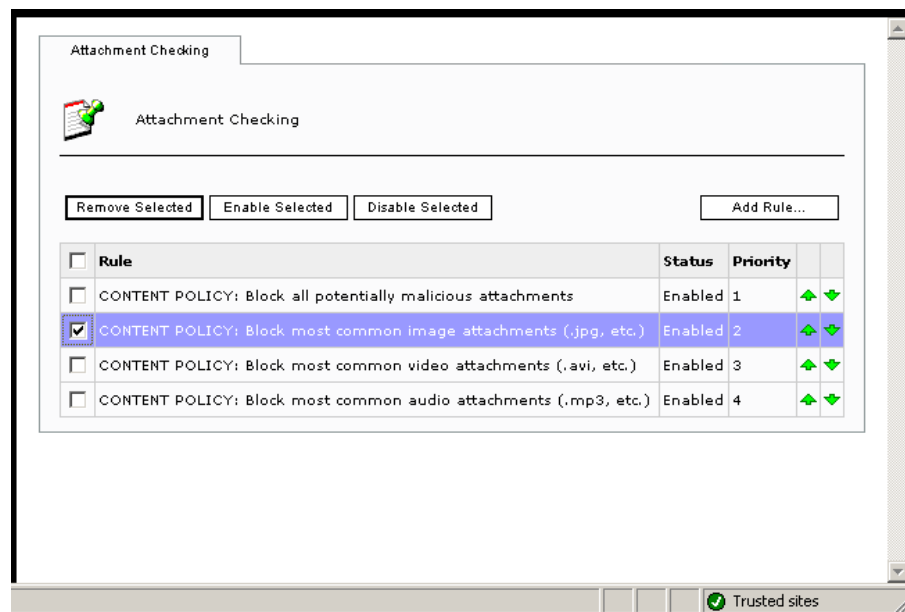 Attachment Checking
Attachment Checking
Remove Selected Enable Selected Disable Selected Add Rule...
Rule Status Priority
CONTENT POLICY: Block all potentially malicious attachments Enabled 1
CONTENT POLICY: Block most common image attachments (.jpg, etc.) Enabled 2
CONTENT POLICY: Block most common video attachments (.avi, etc.) Enabled 3
CONTENT POLICY: Block most common audio attachments (.mp3, etc.) Enabled 4
Trusted sites